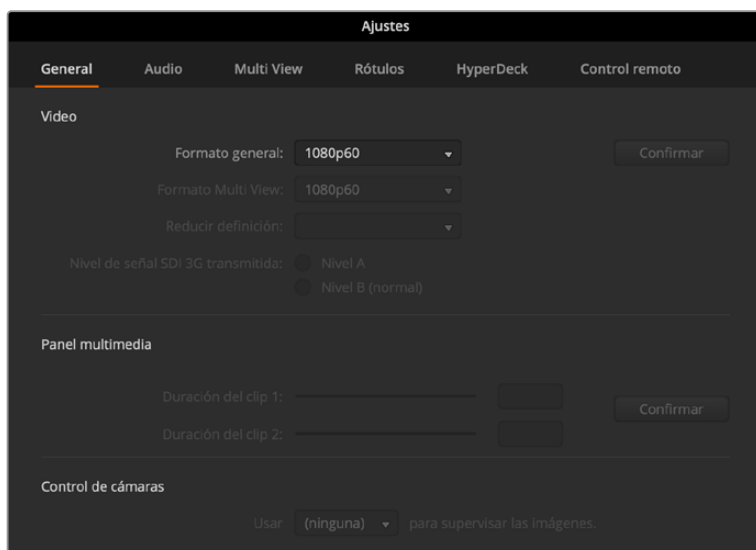 Ajustes
General Audio Multi View Rótulos HyperDeck Control remoto
Video
Formato general: 1080p60 Confirmar
Formato Multi View: 1080p60
Reducir definición:
Nivel de señal SDI 3G transmitida: Nivel A
Nivel B (normal)
Panel multimedia
Duración del clip 1:
Confirmar
Duración del clip 2:
Control de cámaras
Usar (ninguna) para supervisar las imágenes.